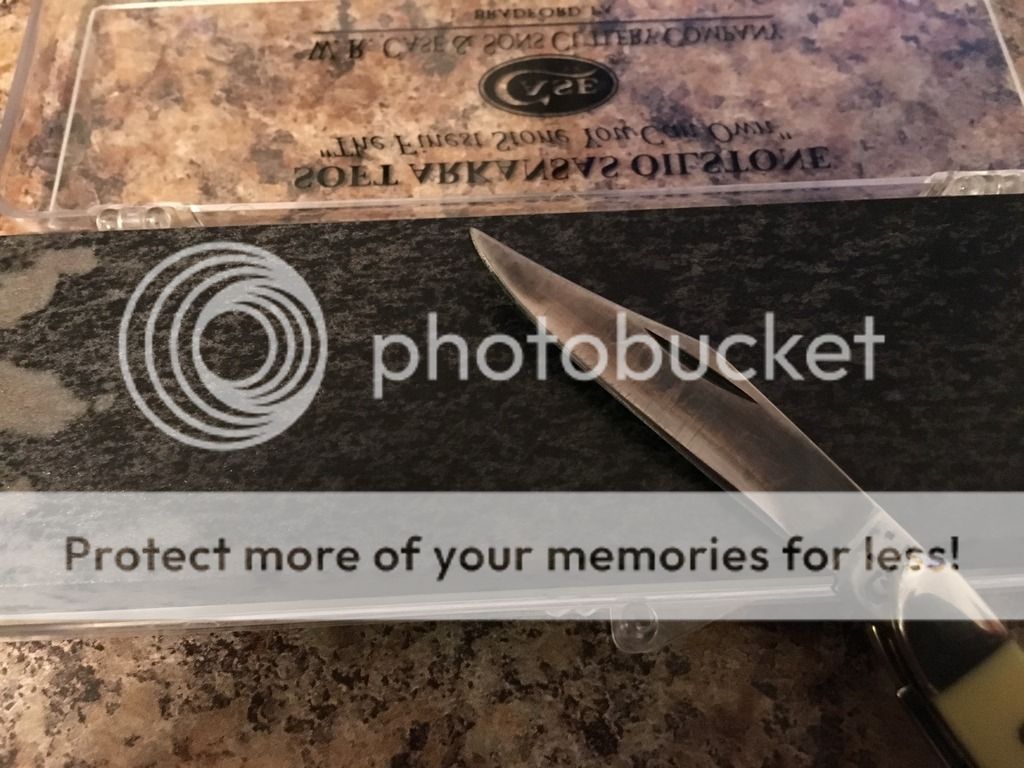 BRADFORD, PA
W. R. CASE & SONS CUTLERY COMPANY
CASE
"The Finest Stone You Can Own"
SOFT ARKANSAS OILSTONE
photobucket
Protect more of your memories for less!